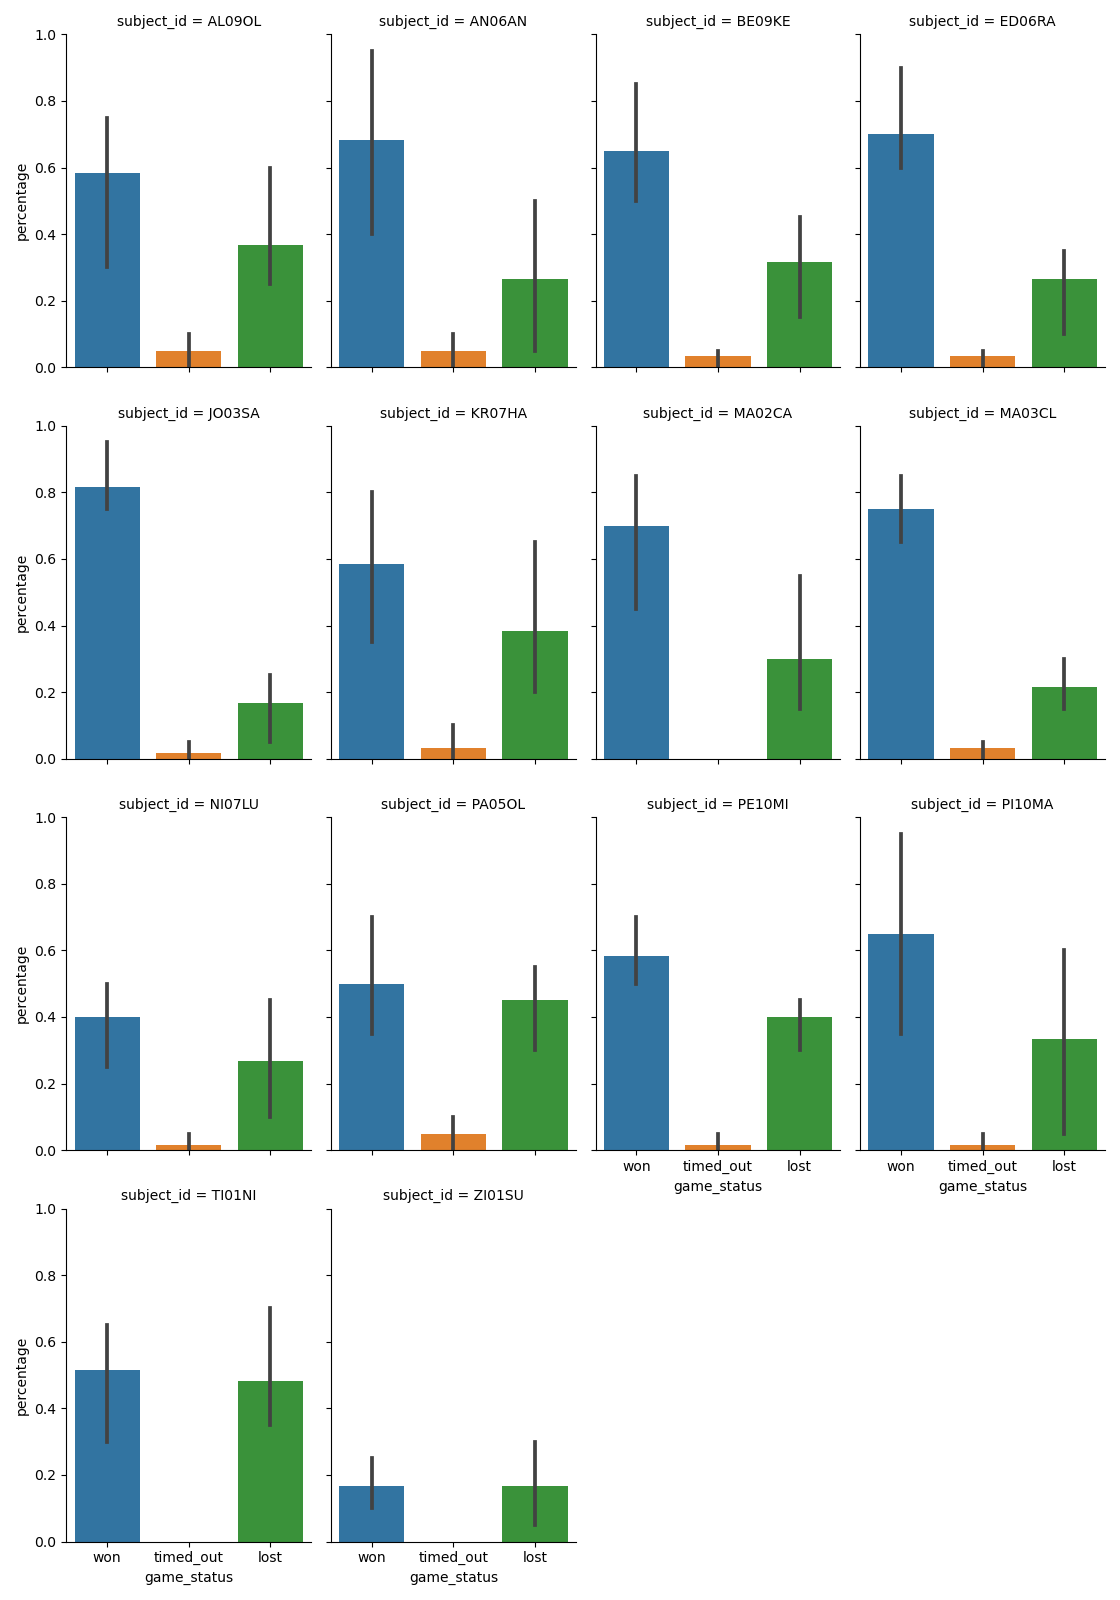 subject_id = AL09OL
subject_id = AN06AN
subject_id = BE09KE
subject_id = ED06RA
1.0
0.8
0.6
0.4
0.2
0.0
percentage
subject_id = JO03SA
subject_id = KR07HA
subject_id = MA02CA
subject_id = MA03CL
1.0
0.8
0.6
0.4
0.2
0.0
percentage
subject_id = NI07LU
subject_id = PA05OL
subject_id = PE10MI
subject_id = PI10MA
1.0
0.8
0.6
0.4
0.2
0.0
percentage
won timed_out lost
game_status
won timed_out lost
game_status
subject_id = TI01NI
subject_id = ZI01SU
1.0
0.8
0.6
0.4
0.2
0.0
percentage
won timed_out lost
game_status
won timed_out lost
game_status